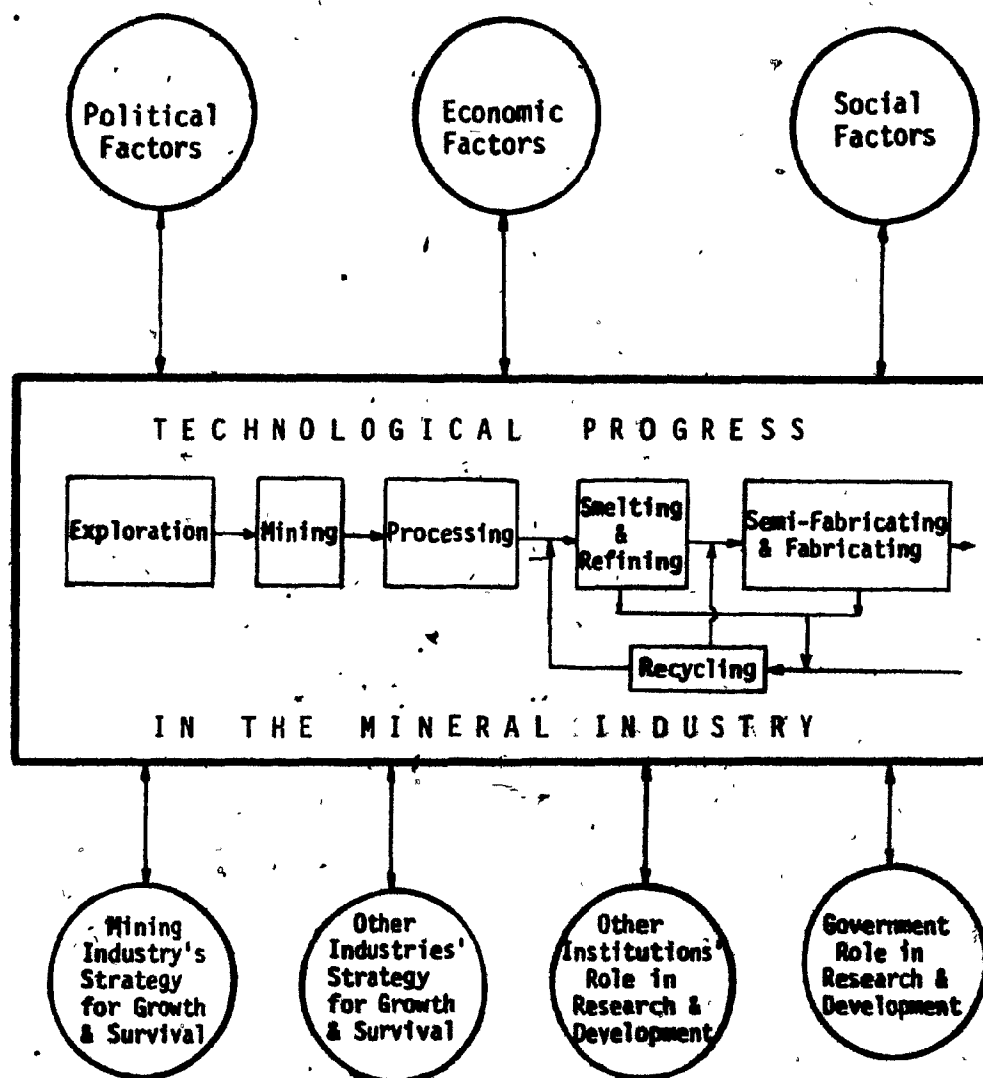 Political
Factors
Economic
Factors
Social
Factors
TECHNOLOGICAL PROGRESS
Exploration
Mining
Processing
Smelting
&
Refining
Semi-Fabricating
& Fabricating
Recycling
IN THE MINERAL INDUSTRY
Mining
Industry's
Strategy
for Growth
& Survival
Other
Industries'
Strategy
for Growth
& Survival
Other
Institutions'
Role in
Research &
Development
Government
Role in
Research &
Development